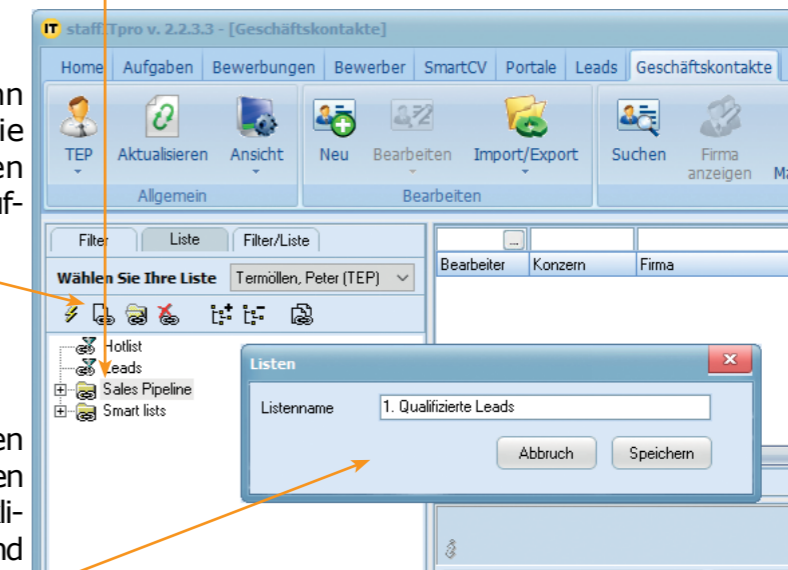 staffITpro v. 2.2.3.3 - [Geschäftskontakte]
Home Aufgaben Bewerbungen Bewerber SmartCV Portale Leads Geschäftskontakte
TEP Aktualisieren Ansicht Neu Bearbeiten Import/Export Suchen Firma anzeigen
Allgemein Bearbeiten
Filter Liste Filter/Liste
Wählen Sie Ihre Liste Termöllen, Peter (TEP)
Bearbeiter Konzern Firma
Hotlist
Leads
Sales Pipeline
Smart lists
Listen
Listenname 1. Qualifizierte Leads
Abbruch Speichern